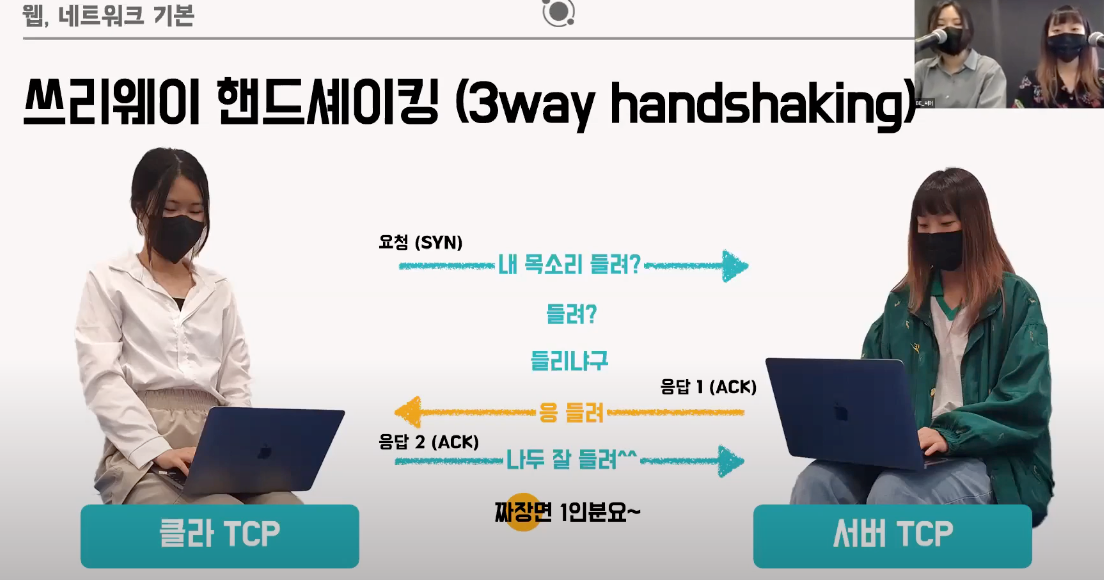 웹, 네트워크 기본
쓰리웨이 핸드셰이킹 (3way handshaking)
요청 (SYN)
내 목소리 들려?
들려?
들리냐구
응답 1 (ACK)
응 들려
응답 2 (ACK)
나두 잘 들려^^
짜장면 1인분요~
클라 TCP
서버 TCP